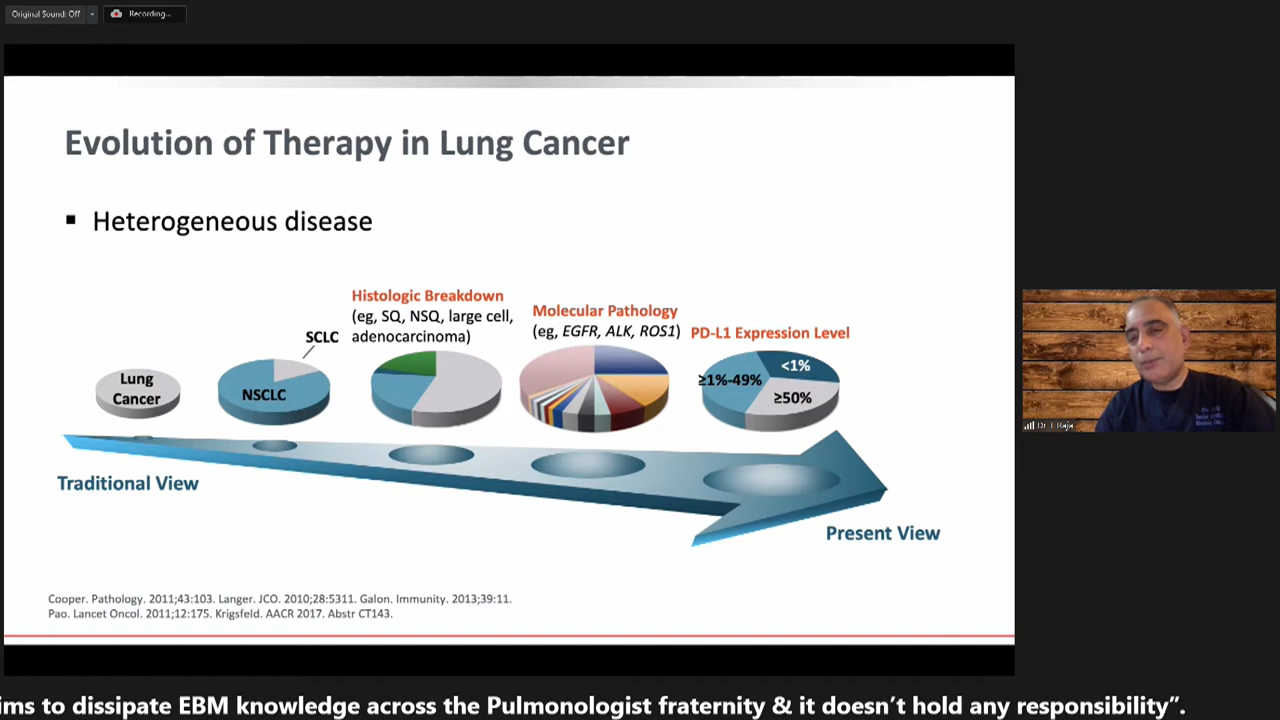 Original Sound: Off
Recording...
Evolution of Therapy in Lung Cancer
Heterogeneous disease
Histologic Breakdown
(eg, SQ, NSQ, large cell,
adenocarcinoma)
Molecular Pathology
(eg, EGFR, ALK, ROS1)
PD-L1 Expression Level
SCLC
Lung
Cancer
NSCLC
<1%
≥1%-49%
≥50%
Traditional View
Present View
Cooper. Pathology. 2011;43:103. Langer. JCO. 2010;28:5311. Galon. Immunity. 2013;39:11.
Pao. Lancet Oncol. 2011;12:175. Krigsfeld. AACR 2017. Abstr CT143.
Raja
ims to dissipate EBM knowledge across the Pulmonologist fraternity & it doesn't hold any responsibility”.